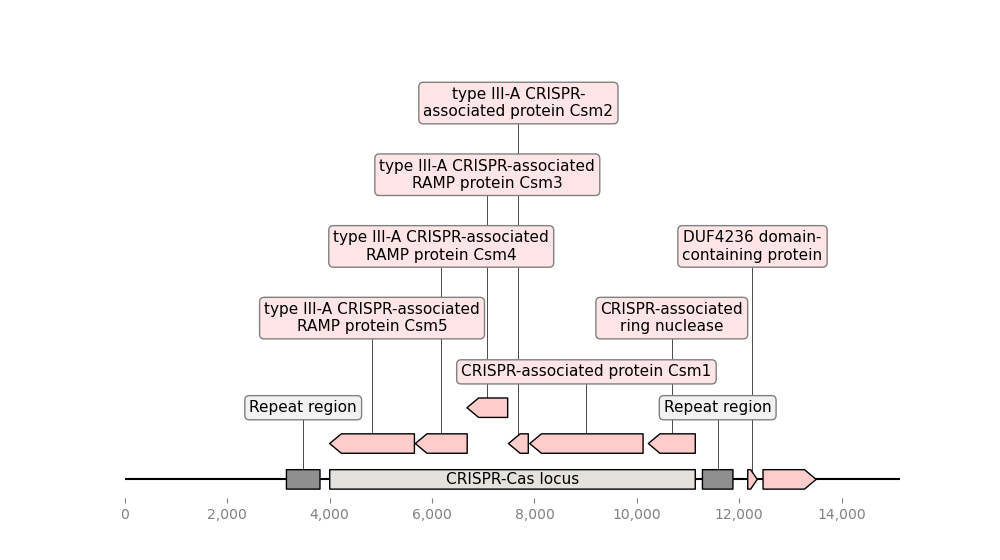 type III-A CRISPR-
associated protein Csm2
type III-A CRISPR-associated
RAMP protein Csm3
type III-A CRISPR-associated
RAMP protein Csm4
DUF4236 domain-
containing protein
type III-A CRISPR-associated
RAMP protein Csm5
CRISPR-associated
ring nuclease
CRISPR-associated protein Csm1
Repeat region
Repeat region
CRISPR-Cas locus
0 2,000 4,000 6,000 8,000 10,000 12,000 14,000